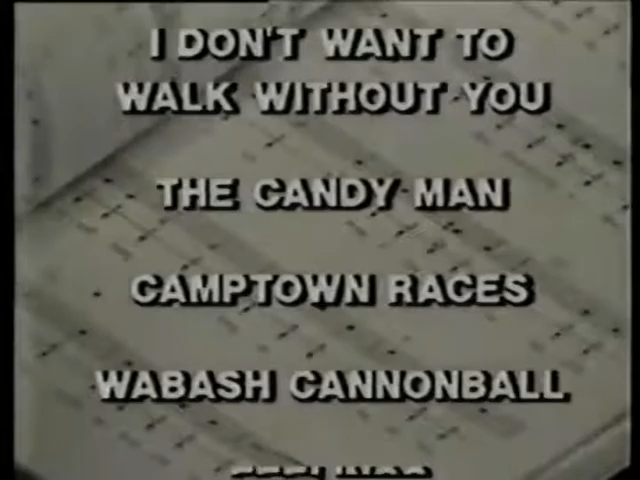 I DON'T WANT TO
WALK WITHOUT YOU
THE CANDY MAN
CAMPTOWN RACES
WABASH CANNONBALL